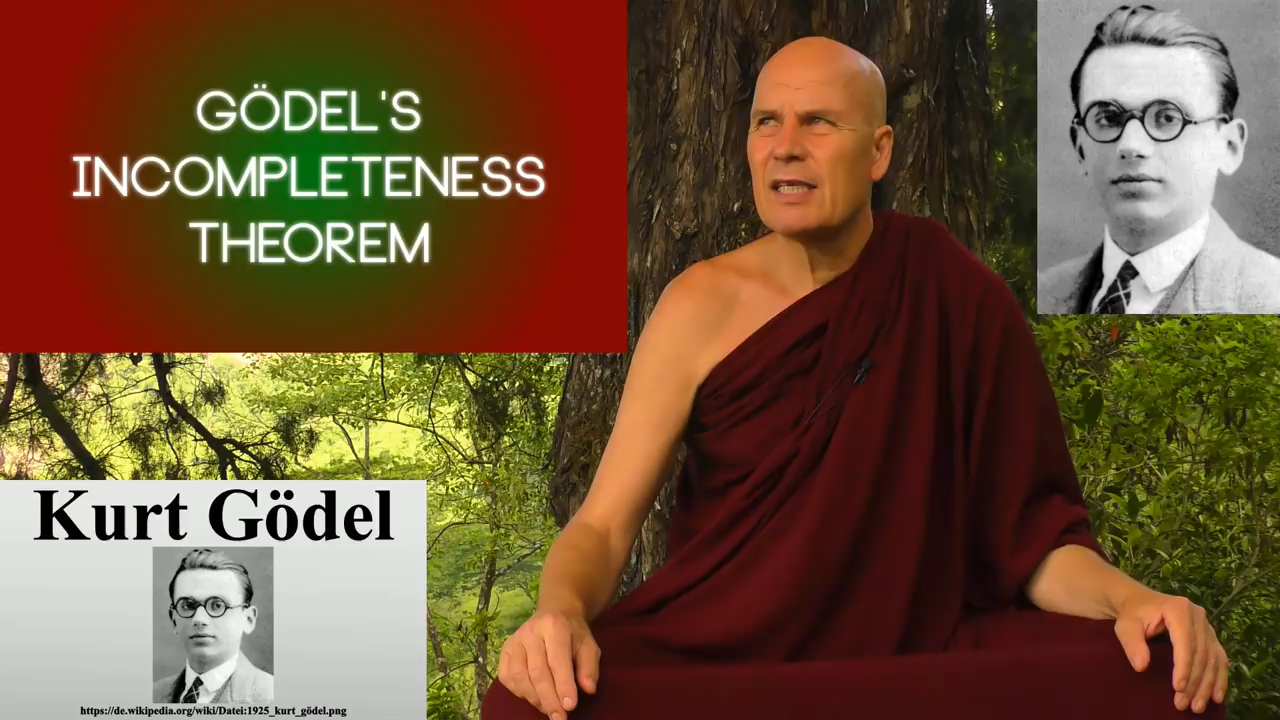 GÖDEL'S
INCOMPLETENESS
THEOREM
Kurt Gödel
https://de.wikipedia.org/wiki/Datei:1925_kurt_gödel.png